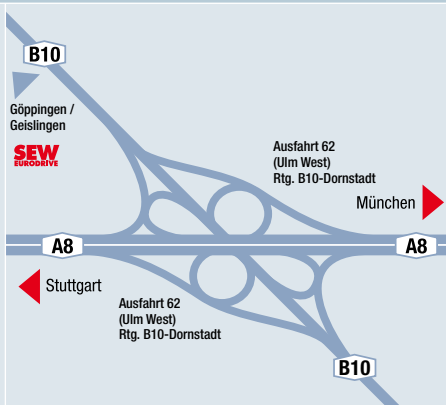 B10
Göppingen /
Geislingen
SEW
EURODRIVE
Ausfahrt 62
(Ulm West)
Rtg. B10-Dornstadt
München
A8
A8
Stuttgart
Ausfahrt 62
(Ulm West)
Rtg. B10-Dornstadt
B10